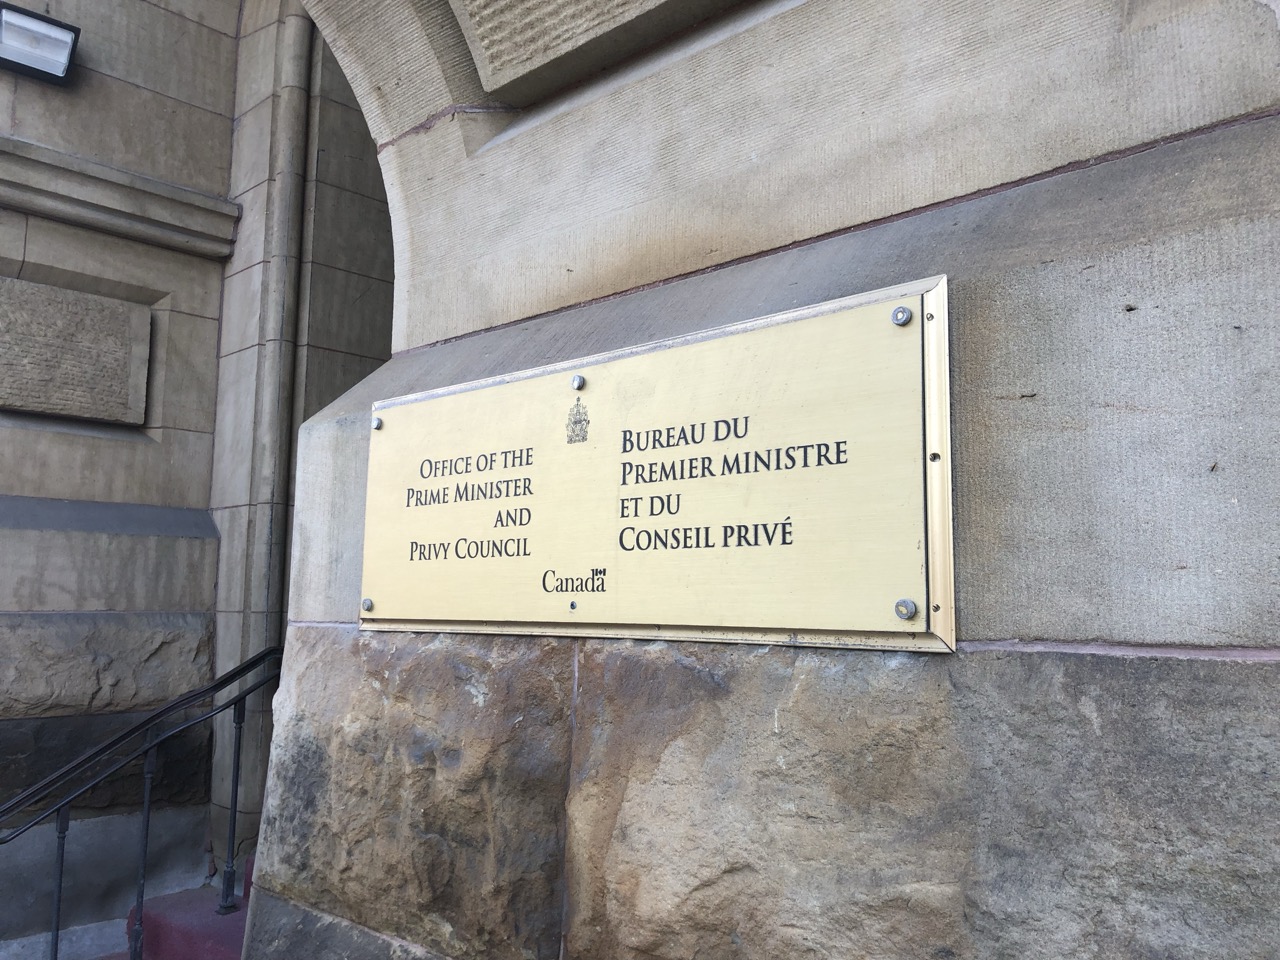 OFFICE OF THE
PRIME MINISTER
AND
PRIVY COUNCIL
BUREAU DU
PREMIER MINISTRE
ET DU
CONSEIL PRIVÉ
Canada